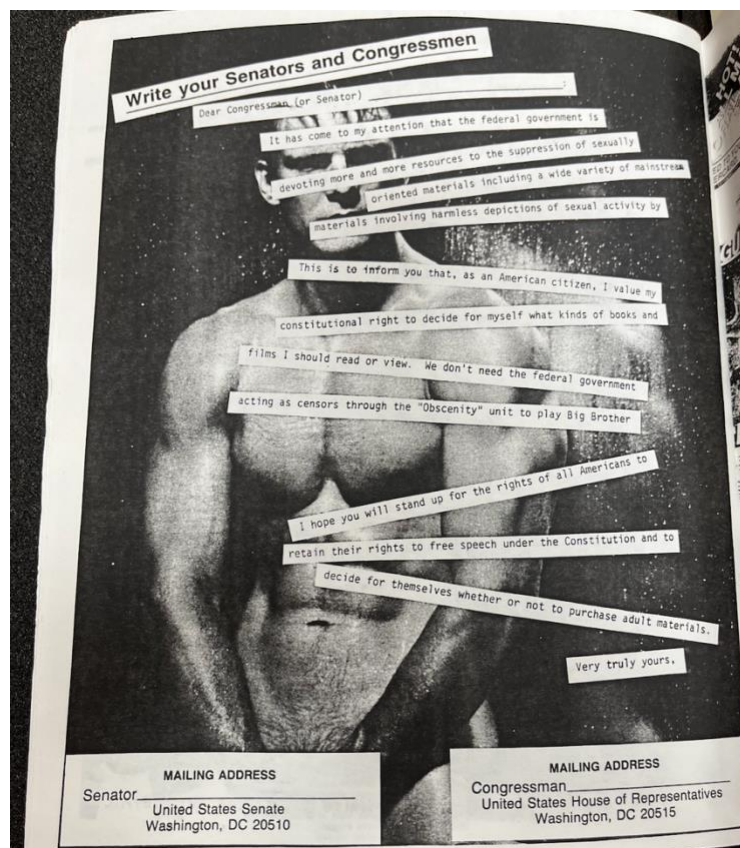 Write your Senators and Congressmen
Dear Congressman (or Senator) ____________________:
It has come to my attention that the federal government is
devoting more and more resources to the suppression of sexually
oriented materials including a wide variety of mainstream
materials involving harmless depictions of sexual activity by
This is to inform you that, as an American citizen, I value my
constitutional right to decide for myself what kinds of books and
films I should read or view. We don't need the federal government
acting as censors through the "Obscenity" unit to play Big Brother
I hope you will stand up for the rights of all Americans to
retain their rights to free speech under the Constitution and to
decide for themselves whether or not to purchase adult materials.
Very truly yours,
MAILING ADDRESS
Senator____________________
United States Senate
Washington, DC 20510
MAILING ADDRESS
Congressman____________________
United States House of Representatives
Washington, DC 20515